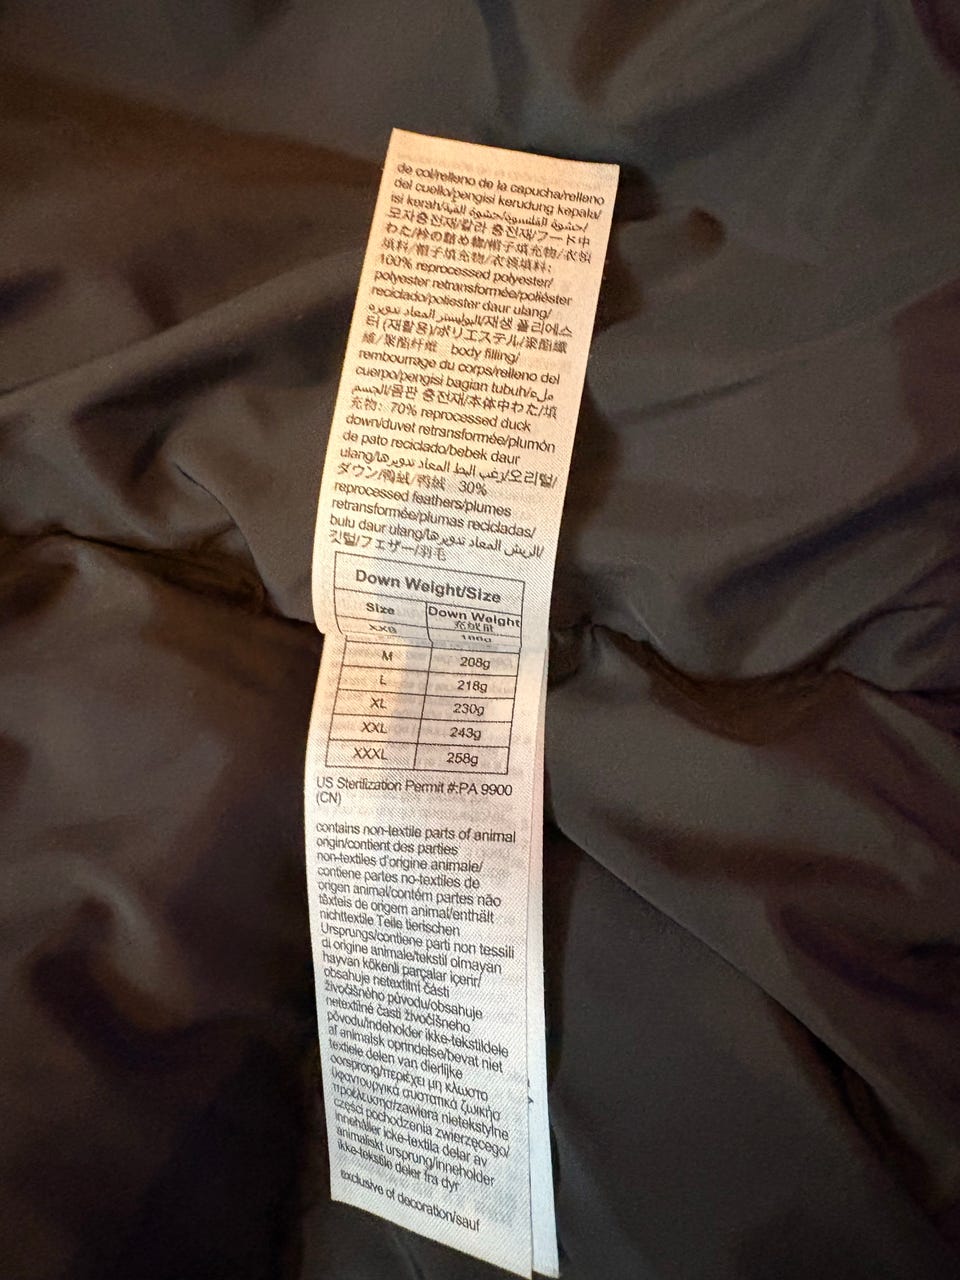 de col/relleno de la capucha/relleno
del cuello/pengisi kerudung kepala/
isi kerah/حشوة القلنسوة/حشوة القبة/
모자충전재/칼라 충전재/フード中
わた/衿の詰め物/帽子填充物/衣領
填料/帽子填充物/衣领填料:
100% reprocessed polyester/
polyester retransformée/poliéster
reciclado/poliester daur ulang/
البوليستر المعاد تدويره/재생 폴리에스
터 (재활용)/ポリエステル/聚酯纖
維/聚酯纤维 body filling/
rembourrage du corps/relleno del
cuerpo/pengisi bagian tubuh/ملء
الجسم/몸판 충전재/本体中わた/填
充物: 70% reprocessed duck
down/duvet retransformée/plumón
de pato reciclado/bebek daur
ulang/زغب البط المعاد تدويرها/오리털/
ダウン/鴨絨/鸭绒 30%
reprocessed feathers/plumes
retransformée/plumas recicladas/
bulu daur ulang/الريش المعاد تدويرها/
깃털/フェザー/羽毛
Down Weight/Size
Size Down Weight
充绒量
M 208g
L 218g
XL 230g
XXL 243g
XXXL 258g
US Sterilization Permit #:PA 9900
(CN)
contains non-textile parts of animal
origin/contient des parties
non-textiles d'origine animale/
contiene partes no-textiles de
origen animal/contém partes não
têxteis de origem animal/enthält
nichttextile Teile tierischen
Ursprungs/contiene parti non tessili
di origine animale/tekstil olmayan
hayvan kökenli parçalar içerir/
obsahuje netextilní části
živočišného původu/obsahuje
netextilné časti živočíšneho
pôvodu/indeholder ikke-tekstildele
af animalsk oprindelse/bevat niet
textiele delen van dierlijke
oorsprong/περιέχει μη κλωστο
ϋφαντουργικά συστατικά ζωικής
προέλευσης/zawiera nietekstylne
części pochodzenia zwierzęcego/
innehåller icke-textila delar av
animaliskt ursprung/inneholder
ikke-tekstile deler fra dyr
exclusive of decoration/sauf